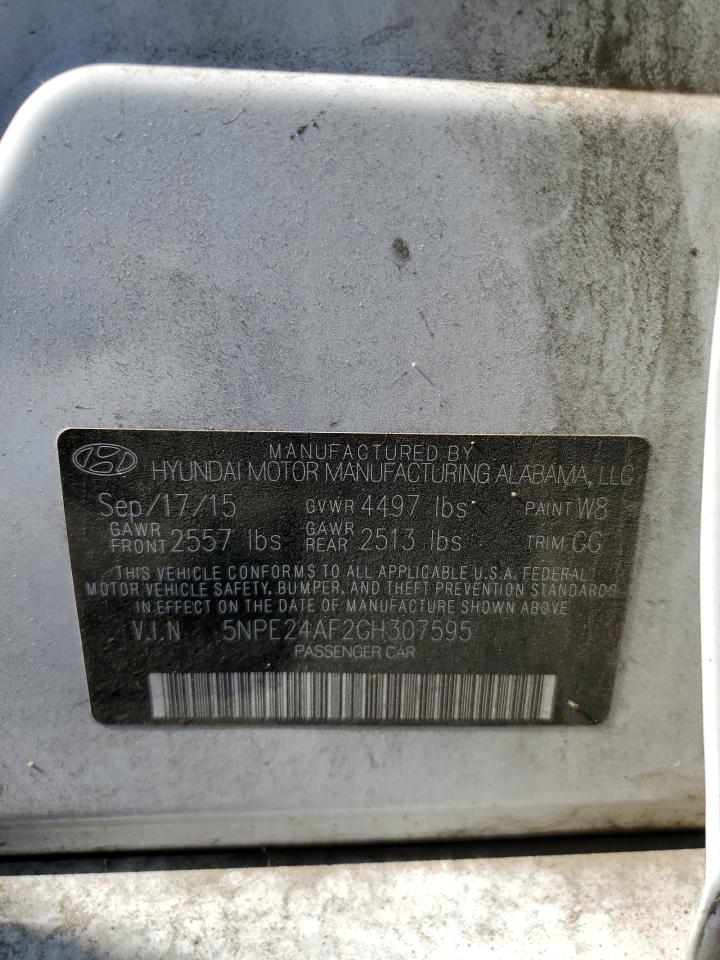 MANUFACTURED BY
HYUNDAI MOTOR MANUFACTURING ALABAMA, LLC
Sep/17/15 GVWR 4497 lbs PAINT W8
GAWR FRONT 2557 lbs GAWR REAR 2513 lbs TRIM GG
THIS VEHICLE CONFORMS TO ALL APPLICABLE U.S.A. FEDERAL
MOTOR VEHICLE SAFETY, BUMPER, AND THEFT PREVENTION STANDARDS
IN EFFECT ON THE DATE OF MANUFACTURE SHOWN ABOVE
V.I.N 5NPE24AF2GH307595
PASSENGER CAR